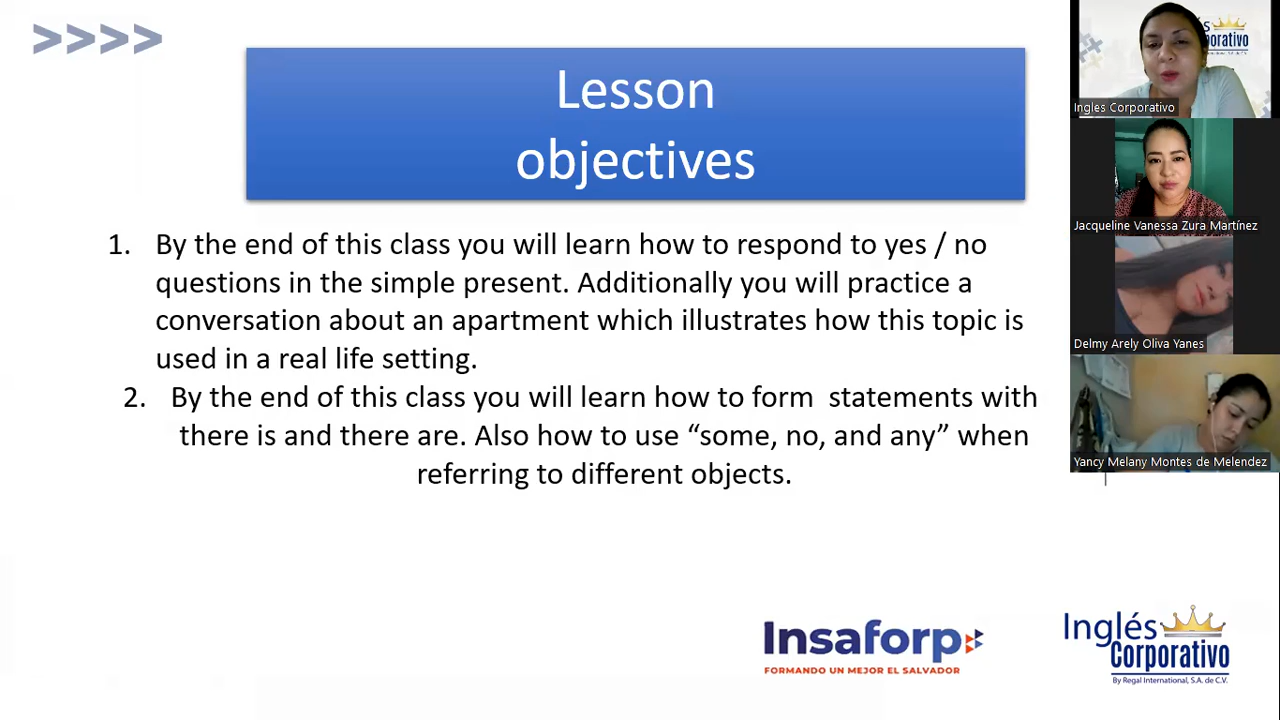 >>>>
Lesson
objectives
1. By the end of this class you will learn how to respond to yes / no
questions in the simple present. Additionally you will practice a
conversation about an apartment which illustrates how this topic is
used in a real life setting.
2. By the end of this class you will learn how to form  statements with
there is and there are. Also how to use “some, no, and any” when
referring to different objects.
Insaforp
FORMANDO UN MEJOR EL SALVADOR
Inglés
Corporativo
By Regal International, S.A. de C.V.
Ingles Corporativo
Jacqueline Vanessa Zura Martínez
Delmy Arely Oliva Yanes
Yancy Melany Montes de Melendez